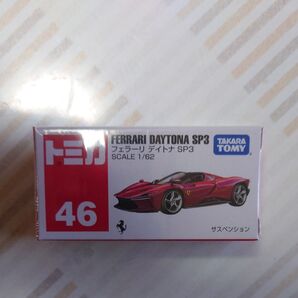 トミカ
46
FERRARI DAYTONA SP3
フェラーリ デイトナ SP3
SCALE 1/62
TAKARA
TOMY
サスペンション